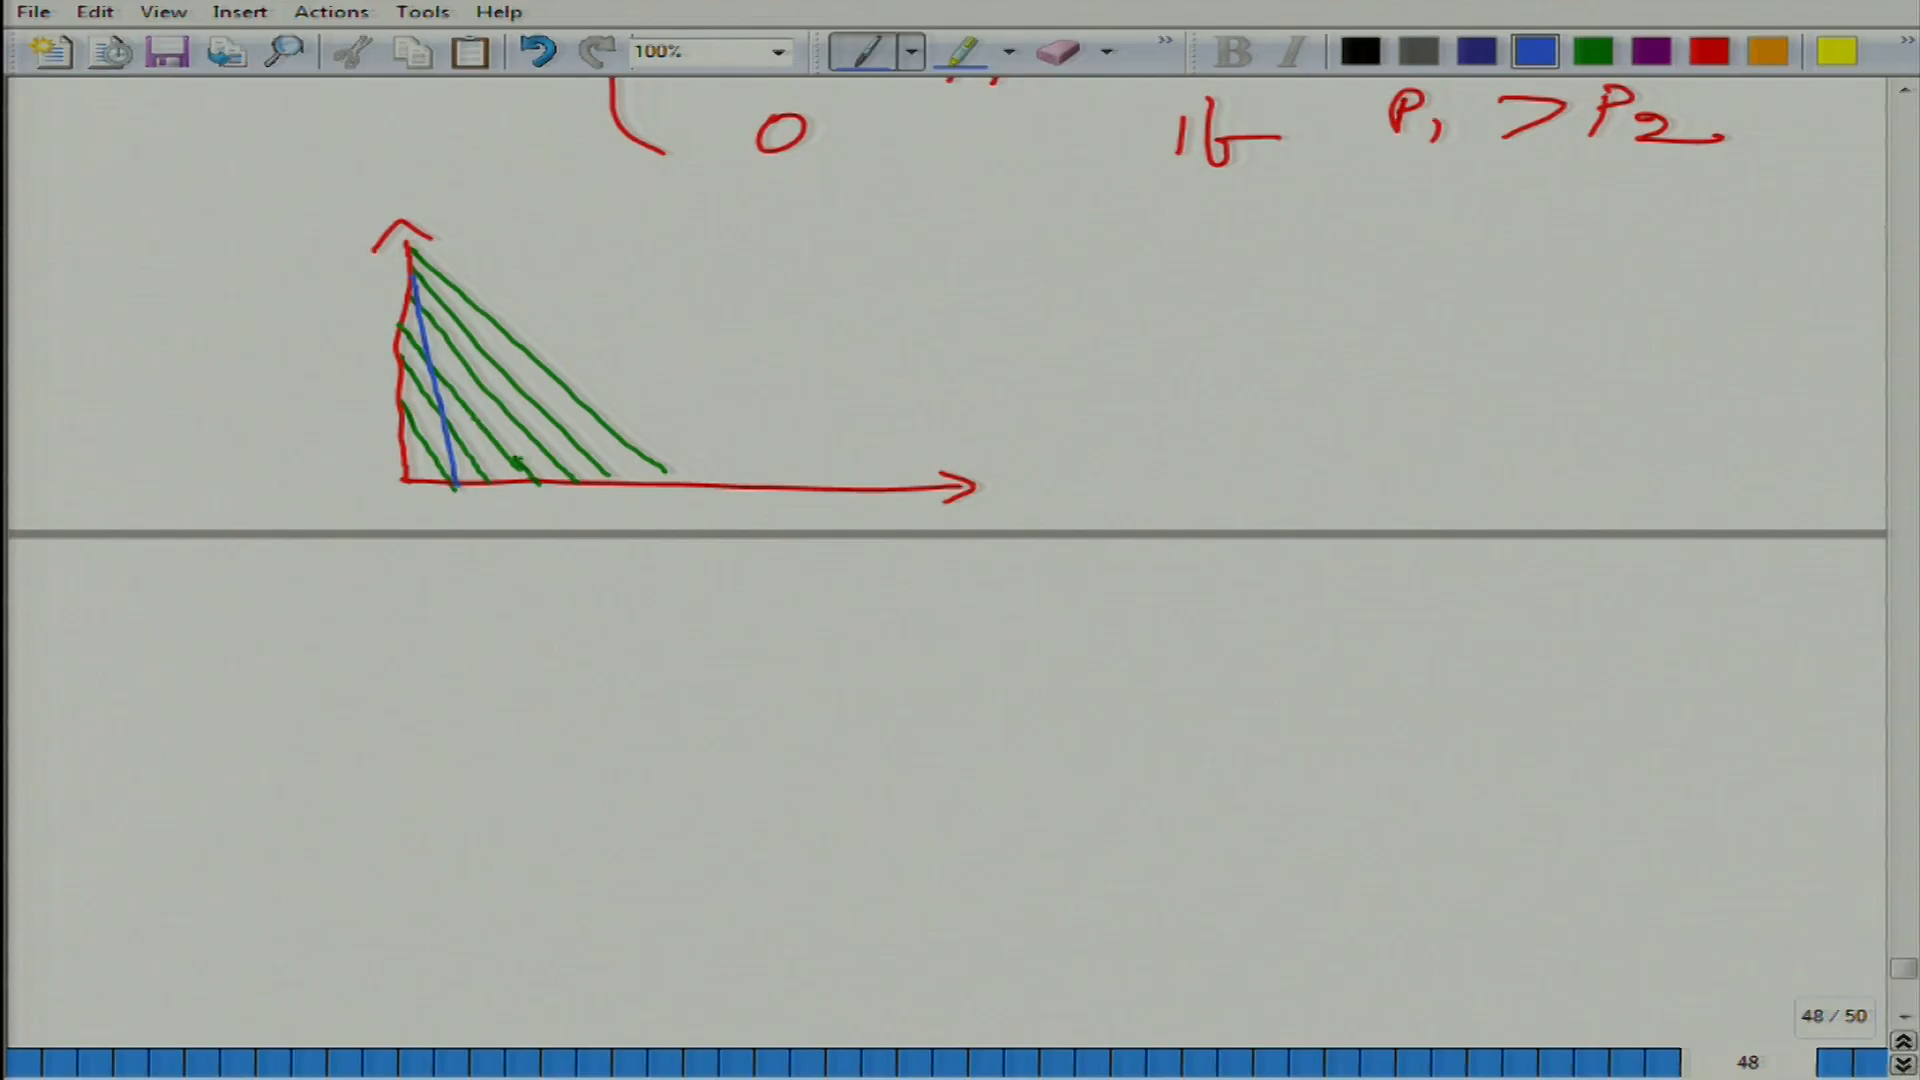 File Edit View Insert Actions Tools Help
100% B I
0 if P1 > P2
48 / 50
48